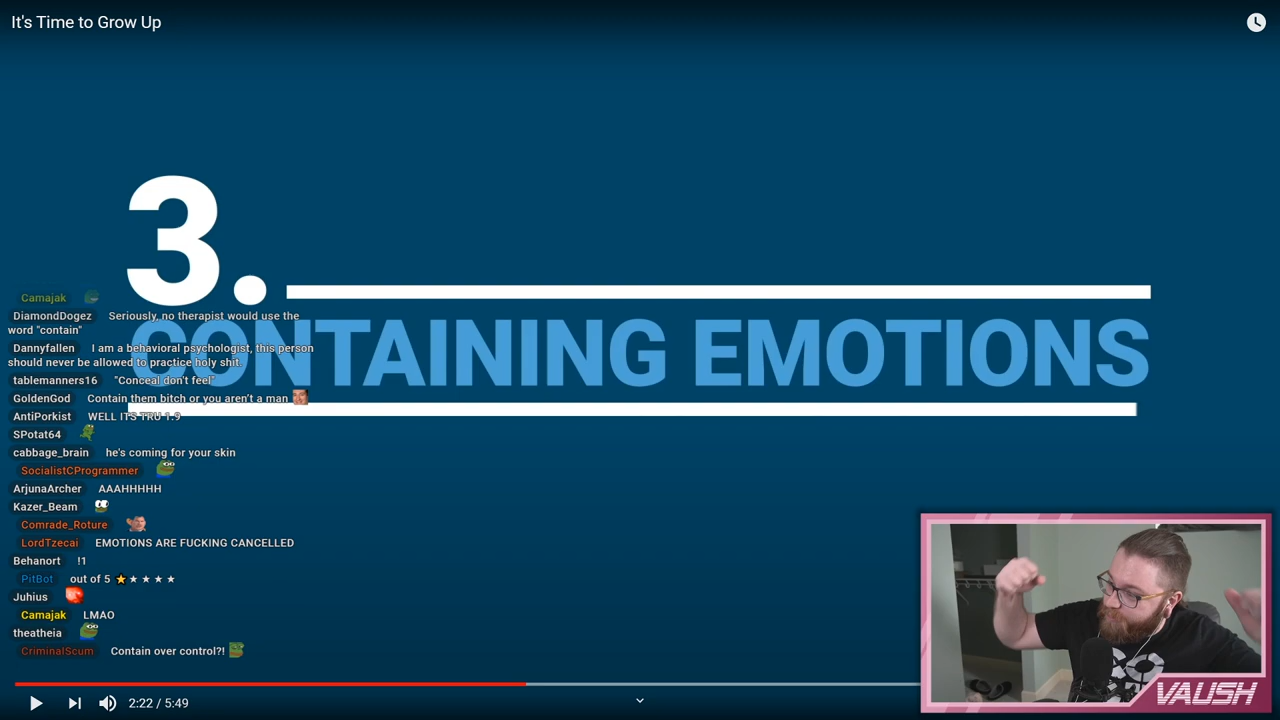 It's Time to Grow Up
3.
CONTAINING EMOTIONS
Camajak
DiamondDogez Seriously, no therapist would use the
word "contain"
Dannyfallen I am a behavioral psychologist, this person
should never be allowed to practice holy shit.
tablemanners16 "Conceal don't feel"
GoldenGod Contain them bitch or you aren't a man
AntiPorkist WELL ITS TRU 1.9
SPotat64
cabbage_brain he's coming for your skin
SocialistCProgrammer
ArjunaArcher AAAHHHHH
Kazer_Beam
Comrade_Roture
LordTzecai EMOTIONS ARE FUCKING CANCELLED
Behanort !1
PitBot out of 5 ★ ★ ★ ★ ★
Juhius
Camajak LMAO
theatheia
CriminalScum Contain over control?!
2:22 / 5:49
VAUSH